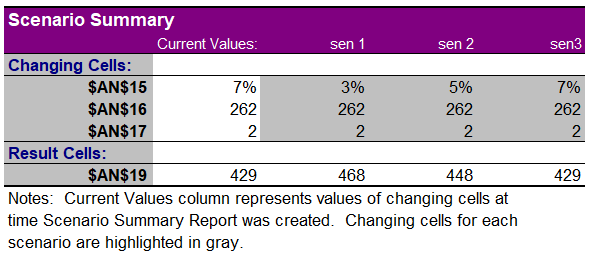 Scenario Summary
Current Values: sen 1 sen 2 sen3
Changing Cells:
$AN$15 7% 3% 5% 7%
$AN$16 262 262 262 262
$AN$17 2 2 2 2
Result Cells:
$AN$19 429 468 448 429
Notes: Current Values column represents values of changing cells at
time Scenario Summary Report was created. Changing cells for each
scenario are highlighted in gray.